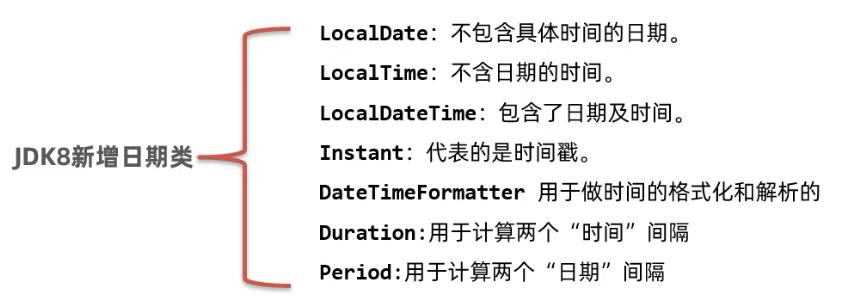 JDK8新增日期类
LocalDate：不包含具体时间的日期。
LocalTime：不含日期的时间。
LocalDateTime：包含了日期及时间。
Instant：代表的是时间戳。
DateTimeFormatter 用于做时间的格式化和解析的
Duration:用于计算两个“时间”间隔
Period:用于计算两个“日期”间隔